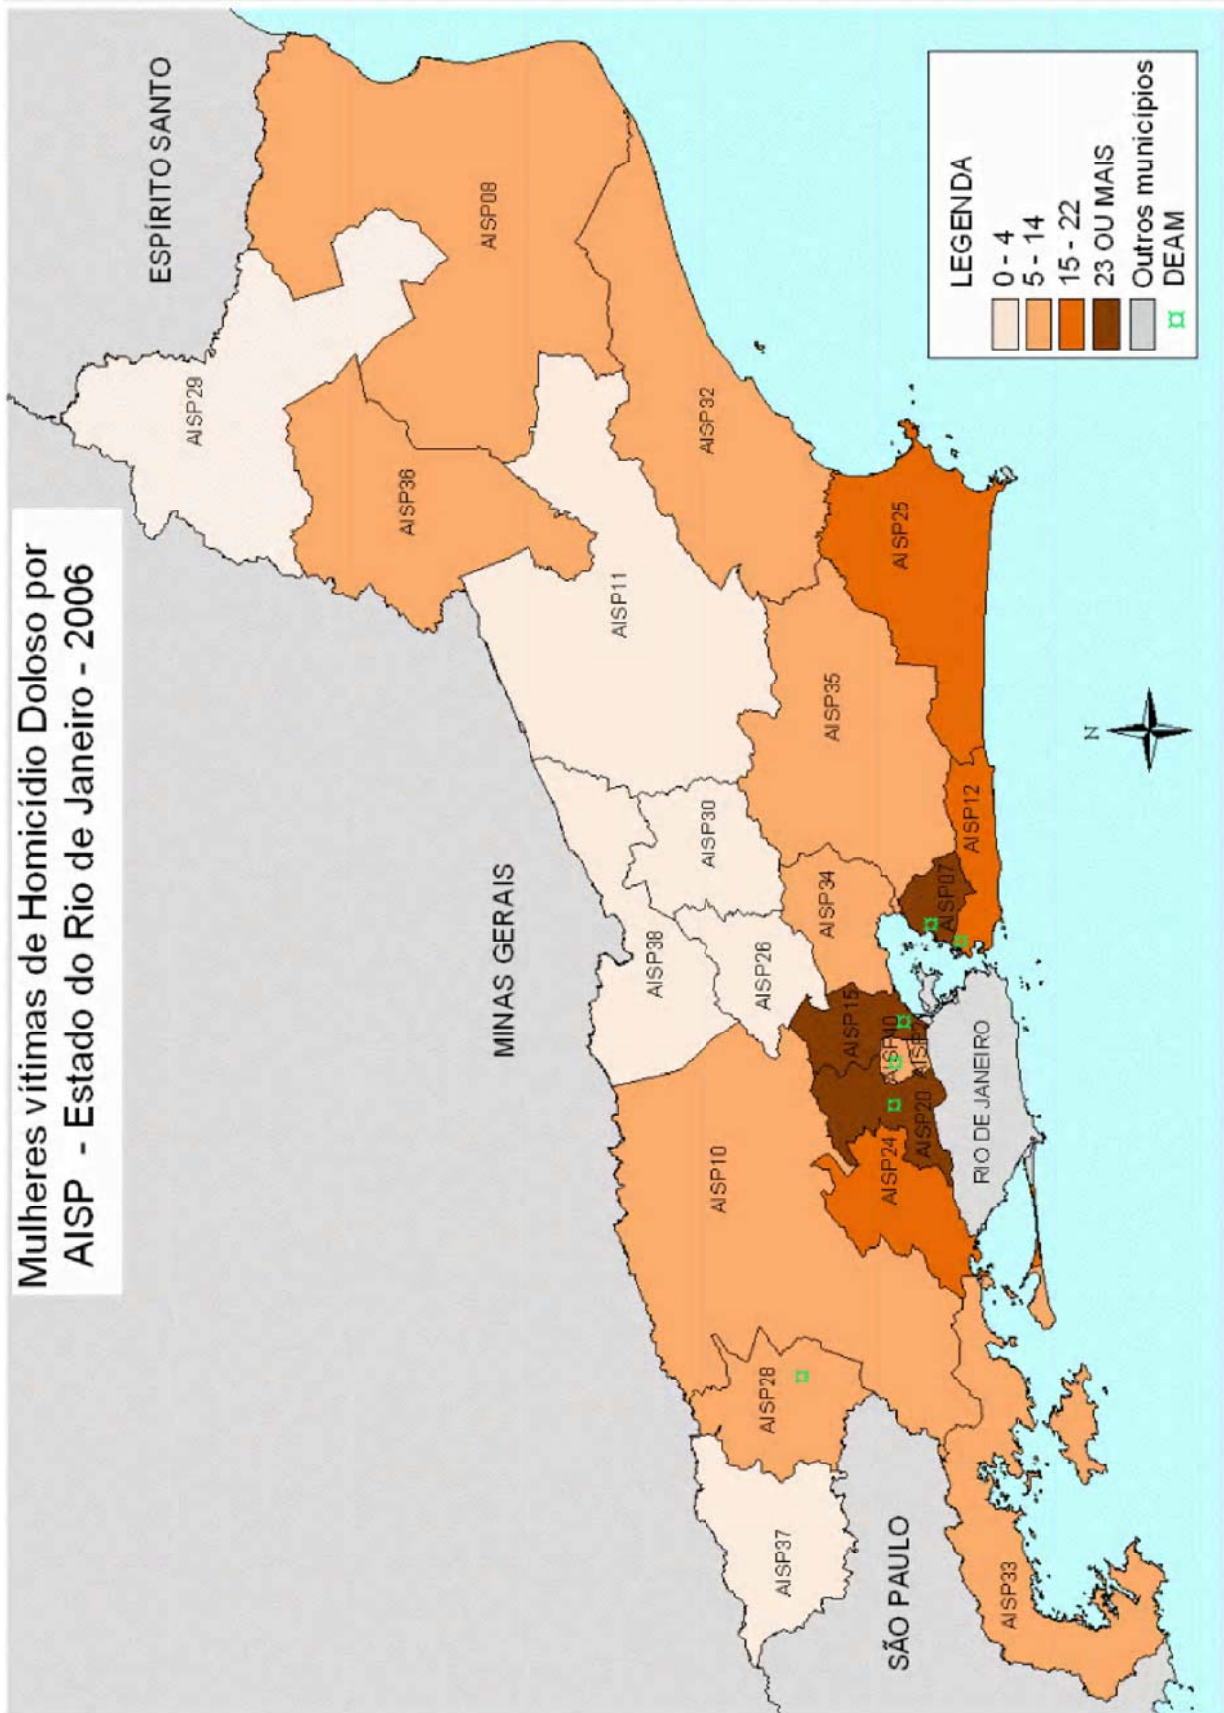 Mulheres vítimas de Homicídio Doloso por
AISP - Estado do Rio de Janeiro - 2006
ESPÍRITO SANTO
MINAS GERAIS
SÃO PAULO
RIO DE JANEIRO
AISP29
AISP36
AISP08
AISP11
AISP32
AISP38
AISP30
AISP35
AISP25
AISP26
AISP34
AISP12
AISP07
AISP10
AISP15
AISP40
AISP20
AISP24
AISP28
AISP37
AISP33
N
LEGENDA
0 - 4
5 - 14
15 - 22
23 OU MAIS
Outros municípios
DEAM